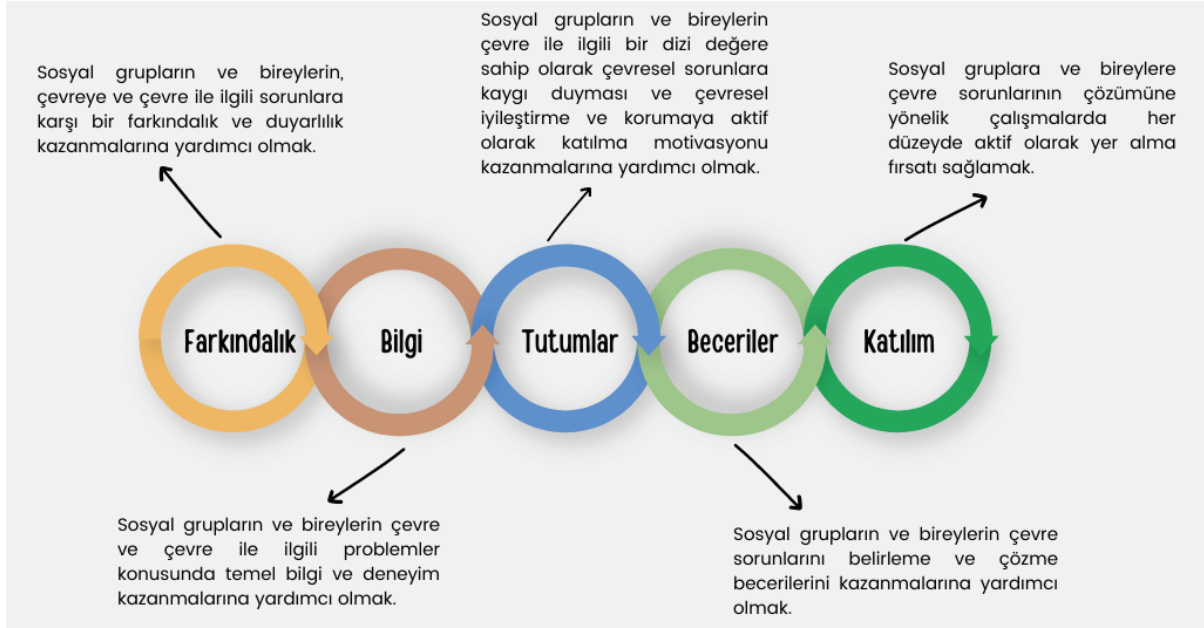 Sosyal grupların ve bireylerin,
çevreye ve çevre ile ilgili sorunlara
karşı bir farkındalık ve duyarlılık
kazanmalarına yardımcı olmak.
Sosyal grupların ve bireylerin
çevre ile ilgili bir dizi değere
sahip olarak çevresel sorunlara
kaygı duyması ve çevresel
iyileştirme ve korumaya aktif
olarak katılma motivasyonu
kazanmalarına yardımcı olmak.
Sosyal gruplara ve bireylere
çevre sorunlarının çözümüne
yönelik çalışmalarda her
düzeyde aktif olarak yer alma
fırsatı sağlamak.
Farkındalık
Bilgi
Tutumlar
Beceriler
Katılım
Sosyal grupların ve bireylerin çevre
ve çevre ile ilgili problemler
konusunda temel bilgi ve deneyim
kazanmalarına yardımcı olmak.
Sosyal grupların ve bireylerin çevre
sorunlarını belirleme ve çözme
becerilerini kazanmalarına yardımcı
olmak.